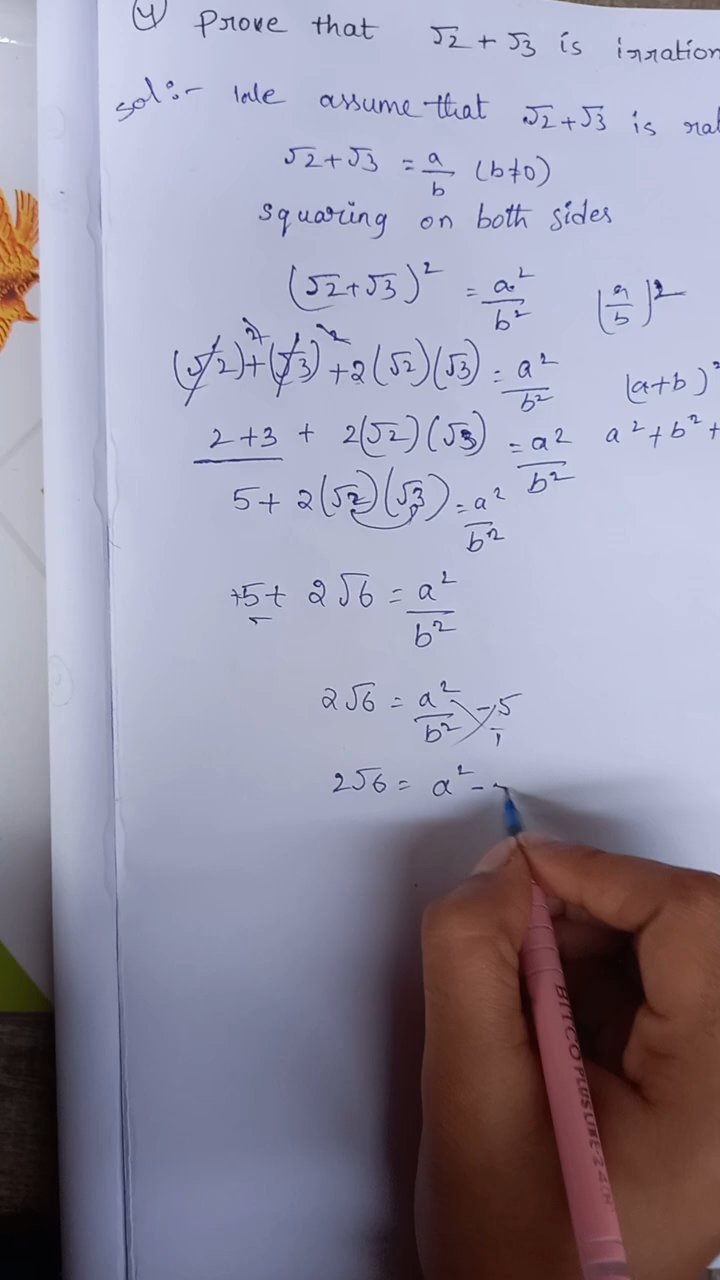 (4) Prove that √2 + √3 is irration
Sol:- We assume that √2+√3 is rat
√2+√3 = a/b (b≠0)
Squaring on both sides
(√2+√3)² = a²/b² (a/b)²
(√2)²+(√3)²+2(√2)(√3) = a²/b² (a+b)²
2+3 + 2(√2)(√3) = a²/b² a²+b²+
5+ 2(√2)(√3) = a²/b²
+5+ 2√6 = a²/b²
2√6 = a²/b² -5/1
2√6 = a² -
BITCO PLUSLINE